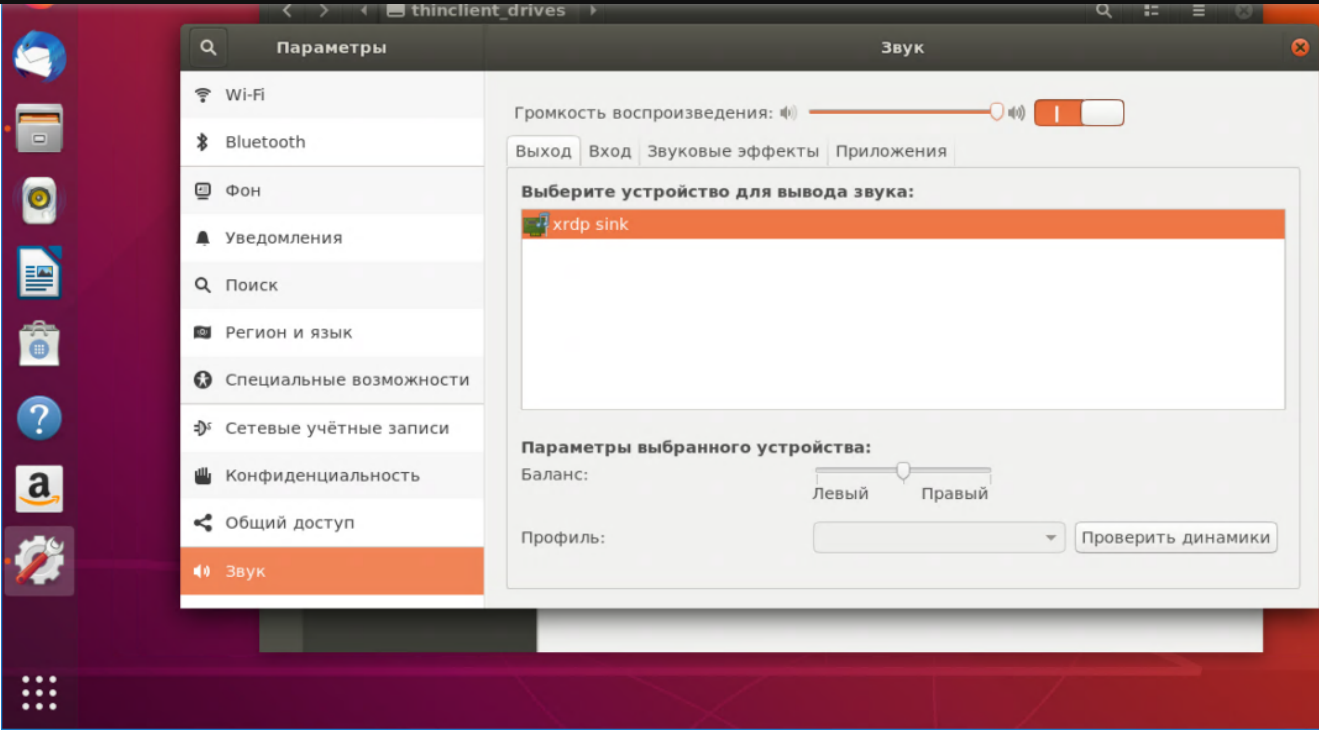 thinclient_drives
Параметры
Звук
Wi-Fi
Bluetooth
Фон
Уведомления
Поиск
Регион и язык
Специальные возможности
Сетевые учётные записи
Конфиденциальность
Общий доступ
Звук
Громкость воспроизведения:
Выход Вход Звуковые эффекты Приложения
Выберите устройство для вывода звука:
xrdp sink
Параметры выбранного устройства:
Баланс:
Левый Правый
Профиль:
Проверить динамики